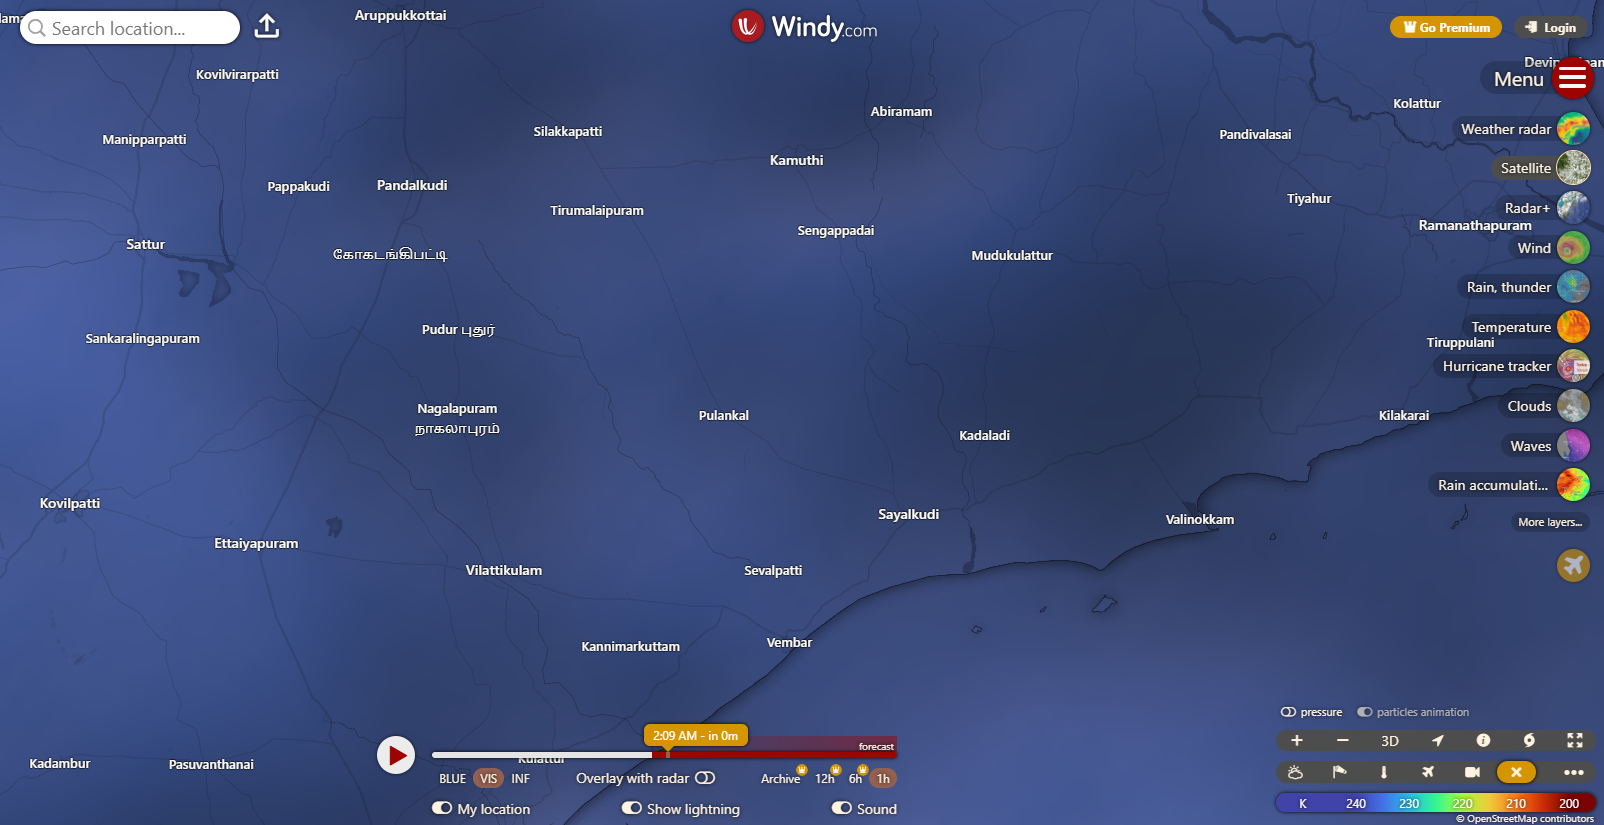 Aruppukkottai
Search location...
Windy.com
Go Premium
Login
Menu
Kovilvirarpatti
Kolattur
Abiramam
Weather radar
Silakkapatti
Pandivalasai
Manipparpatti
Kamuthi
Satellite
Pappakudi
Pandalkudi
Tiyahur
Radar+
Tirumalaipuram
Ramanathapuram
Sengappadai
Sattur
Wind
கோகடங்கிபட்டி
Mudukulattur
Rain, thunder
Pudur புதூர்
Temperature
Sankaralingapuram
Tiruppulani
Hurricane tracker
Nagalapuram
நாகலாபுரம்
Clouds
Pulankal
Kilakarai
Kadaladi
Waves
Rain accumulati...
Kovilpatti
Sayalkudi
Valinokkam
More layers...
Ettaiyapuram
Vilattikulam
Sevalpatti
Vembar
Kannimarkuttam
pressure
particles animation
2:09 AM - in 0m
forecast
3D
Kadambur
Pasuvanthanai
BLUE VIS INF
Overlay with radar
Archive 12h 6h 1h
My location
Show lightning
Sound
K 240 230 220 210 200
© OpenStreetMap contributors